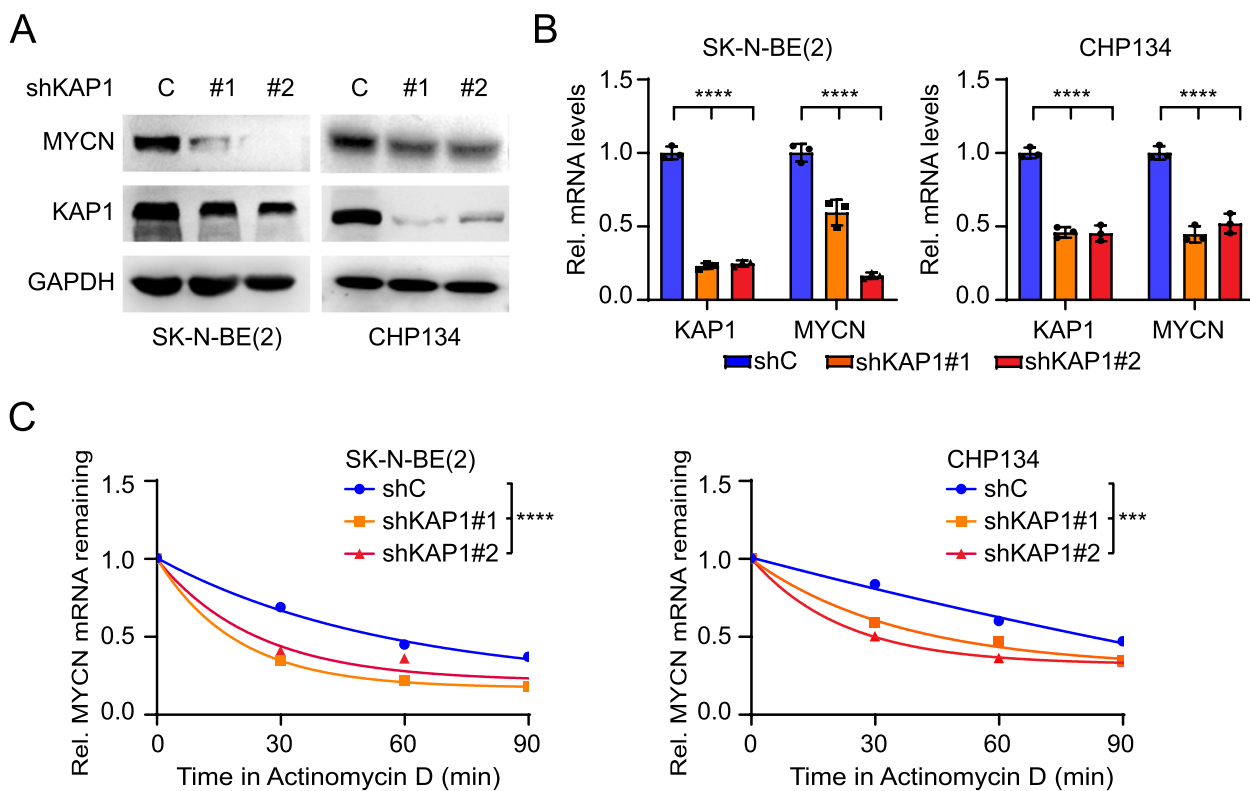 A
shKAP1 C #1 #2 C #1 #2
MYCN
KAP1
GAPDH
SK-N-BE(2) CHP134
B
SK-N-BE(2)
Rel. mRNA levels
1.5
1.0
0.5
0.0
**** ****
KAP1 MYCN
CHP134
Rel. mRNA levels
1.5
1.0
0.5
0.0
**** ****
KAP1 MYCN
shC shKAP1#1 shKAP1#2
C
SK-N-BE(2)
shC
shKAP1#1
shKAP1#2
****
Rel. MYCN mRNA remaining
1.5
1.0
0.5
0.0
0 30 60 90
Time in Actinomycin D (min)
CHP134
shC
shKAP1#1
shKAP1#2
***
Rel. MYCN mRNA remaining
1.5
1.0
0.5
0.0
0 30 60 90
Time in Actinomycin D (min)